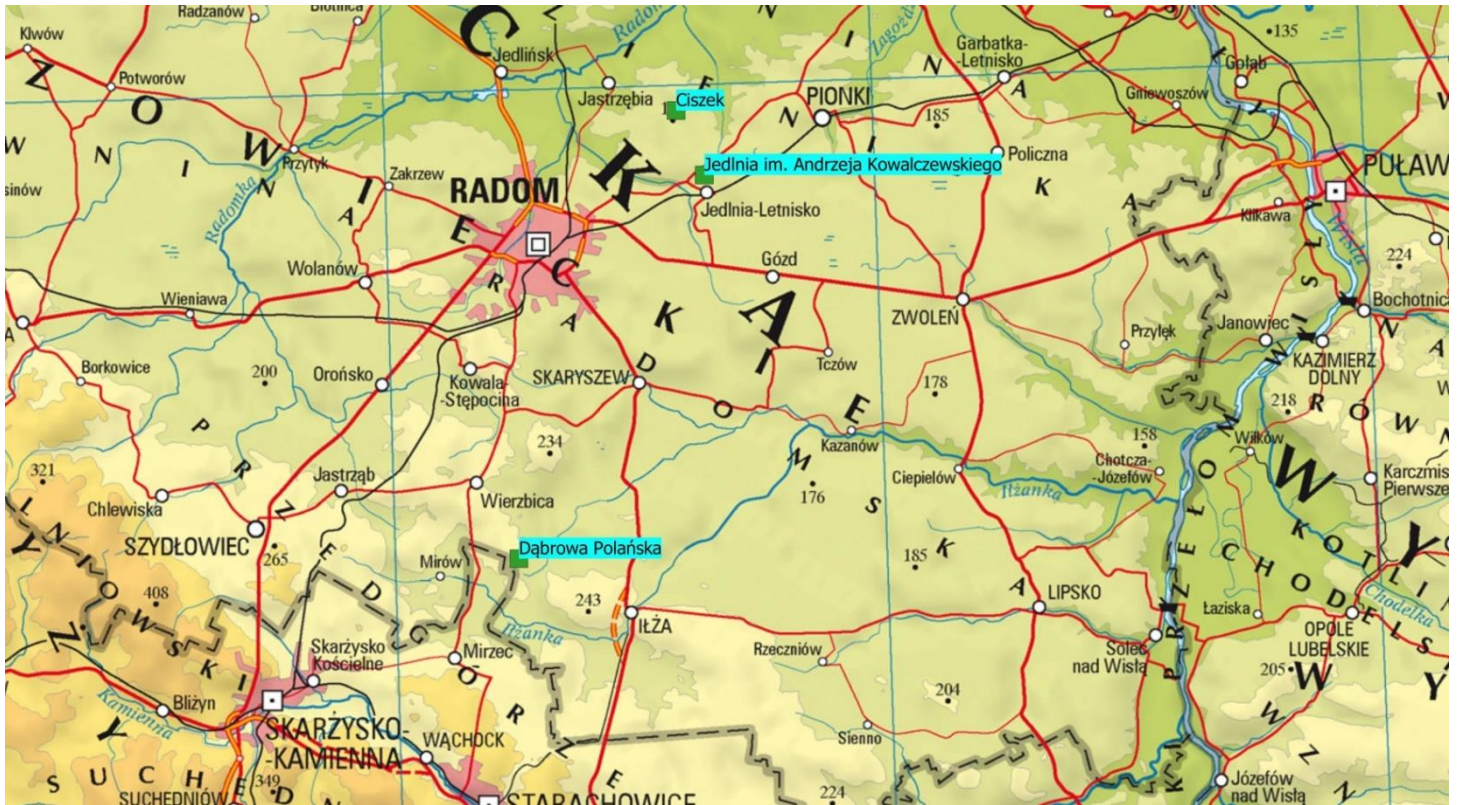 Radzanów
Błotnica
Klwów
Potworów
Jedlińsk
Jastrzębia
Ciszek
PIONKI
185
Garbatka-
-Letnisko
135
Gołąb
Gniewoszów
Policzna
PUŁAW
Klikawa
Wisła
Przytyk
Zakrzew
Radomka
RADOM
Jedlnia im. Andrzeja Kowalczewskiego
Jedlnia-Letnisko
Wolanów
Wieniawa
Gózd
ZWOLEŃ
224
Bochotnica
Janowiec
KAZIMIERZ
DOLNY
Przyłęk
Tczów
Borkowice
200
Orońsko
Kowala-
-Stępocina
SKARYSZEW
178
218
Wilków
234
Kazanów
158
Chotcza-
-Józefów
Ciepielów
Iłżanka
Karczmis
Pierwsze
321
Chlewiska
Jastrząb
Wierzbica
176
SZYDŁOWIEC
265
Mirów
Dąbrowa Polańska
185
408
243
IŁŻA
Iłżanka
LIPSKO
Łaziska
Chodelka
OPOLE
LUBELSKIE
Solec
nad Wisłą
205
Skarżysko
Kościelne
Mirzec
Rzeczniów
204
Bliżyn
Kamienna
SKARŻYSKO-
-KAMIENNA
WĄCHOCK
Sienno
349
SUCHEDNIÓW
STARACHOWICE
224
Józefów
nad Wisłą